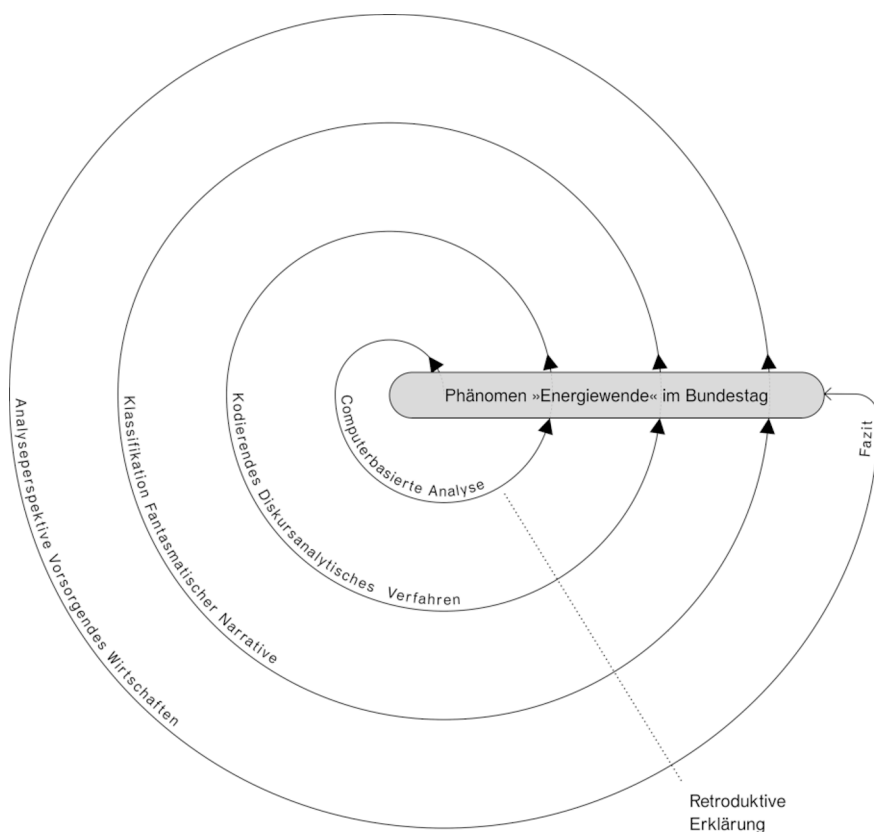 Phänomen »Energiewende« im Bundestag
Computerbasierte Analyse
Kodierendes Diskursanalytisches Verfahren
Klassifikation Fantasmatischer Narrative
Analyseperspektive Vorsorgendes Wirtschaften
Fazit
Retroduktive
Erklärung